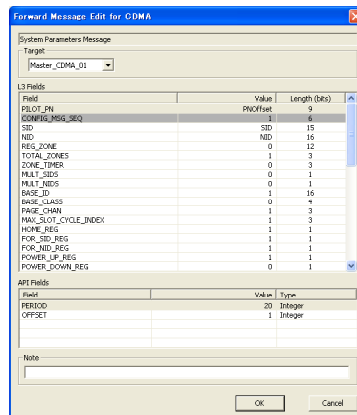 Forward Message Edit for CDMA
System Parameters Message
Target
Master_CDMA_01
L3 Fields
Field Value Length (bits)
PILOT_PN PNOffset 9
CONFIG_MSG_SEQ 1 6
SID SID 15
NID NID 16
REG_ZONE 0 12
TOTAL_ZONES 1 3
ZONE_TIMER 0 3
MULT_SIDS 0 1
MULT_NIDS 0 1
BASE_ID 1 16
BASE_CLASS 0 4
PAGE_CHAN 1 3
MAX_SLOT_CYCLE_INDEX 1 3
HOME_REG 1 1
FOR_SID_REG 1 1
FOR_NID_REG 1 1
POWER_UP_REG 1 1
POWER_DOWN_REG 0 1
API Fields
Field Value Type
PERIOD 20 Integer
OFFSET 1 Integer
Note
OK Cancel